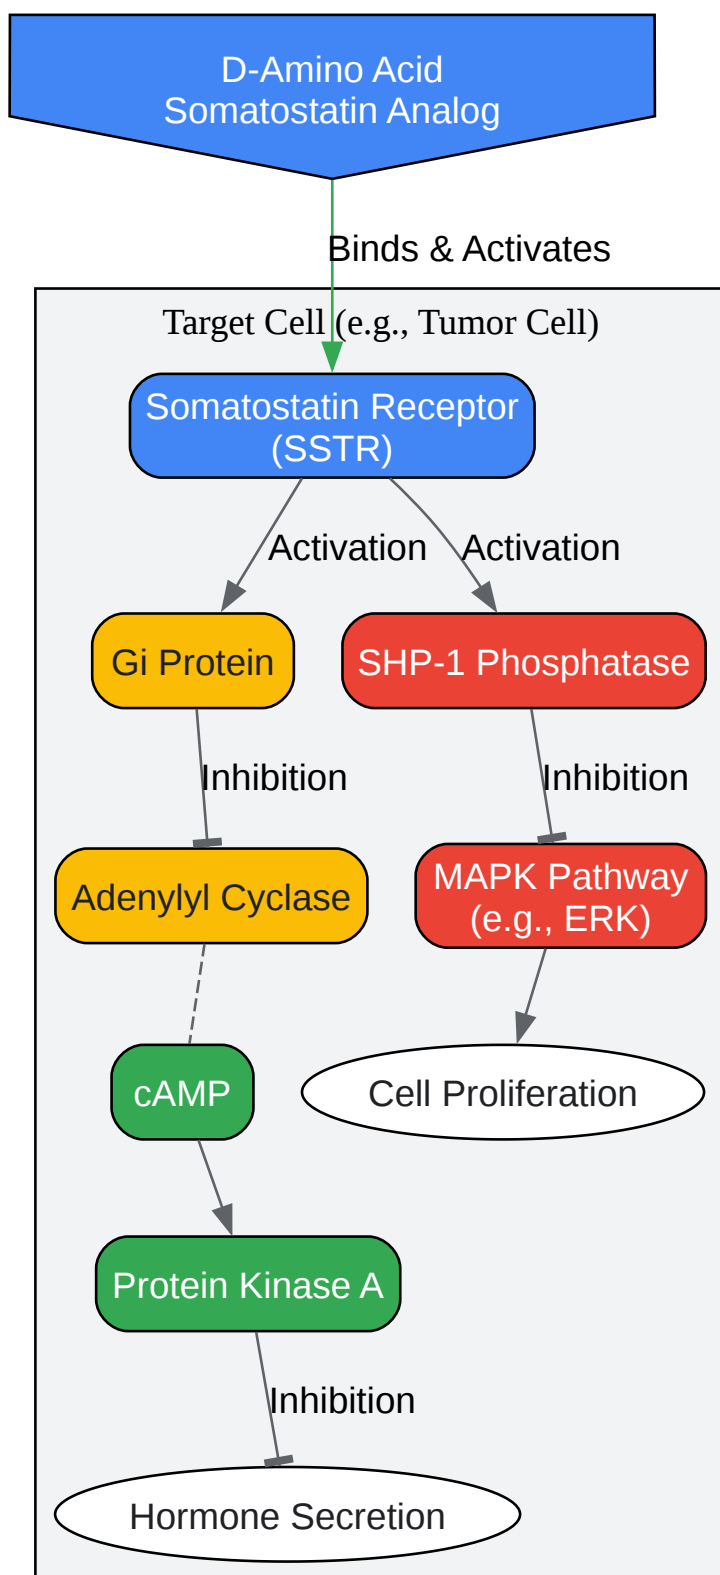 D-Amino Acid
Somatostatin Analog
Binds & Activates
Target Cell (e.g., Tumor Cell)
Somatostatin Receptor
(SSTR)
Activation
Activation
Gi Protein
SHP-1 Phosphatase
Inhibition
Inhibition
Adenylyl Cyclase
MAPK Pathway
(e.g., ERK)
cAMP
Cell Proliferation
Protein Kinase A
Inhibition
Hormone Secretion